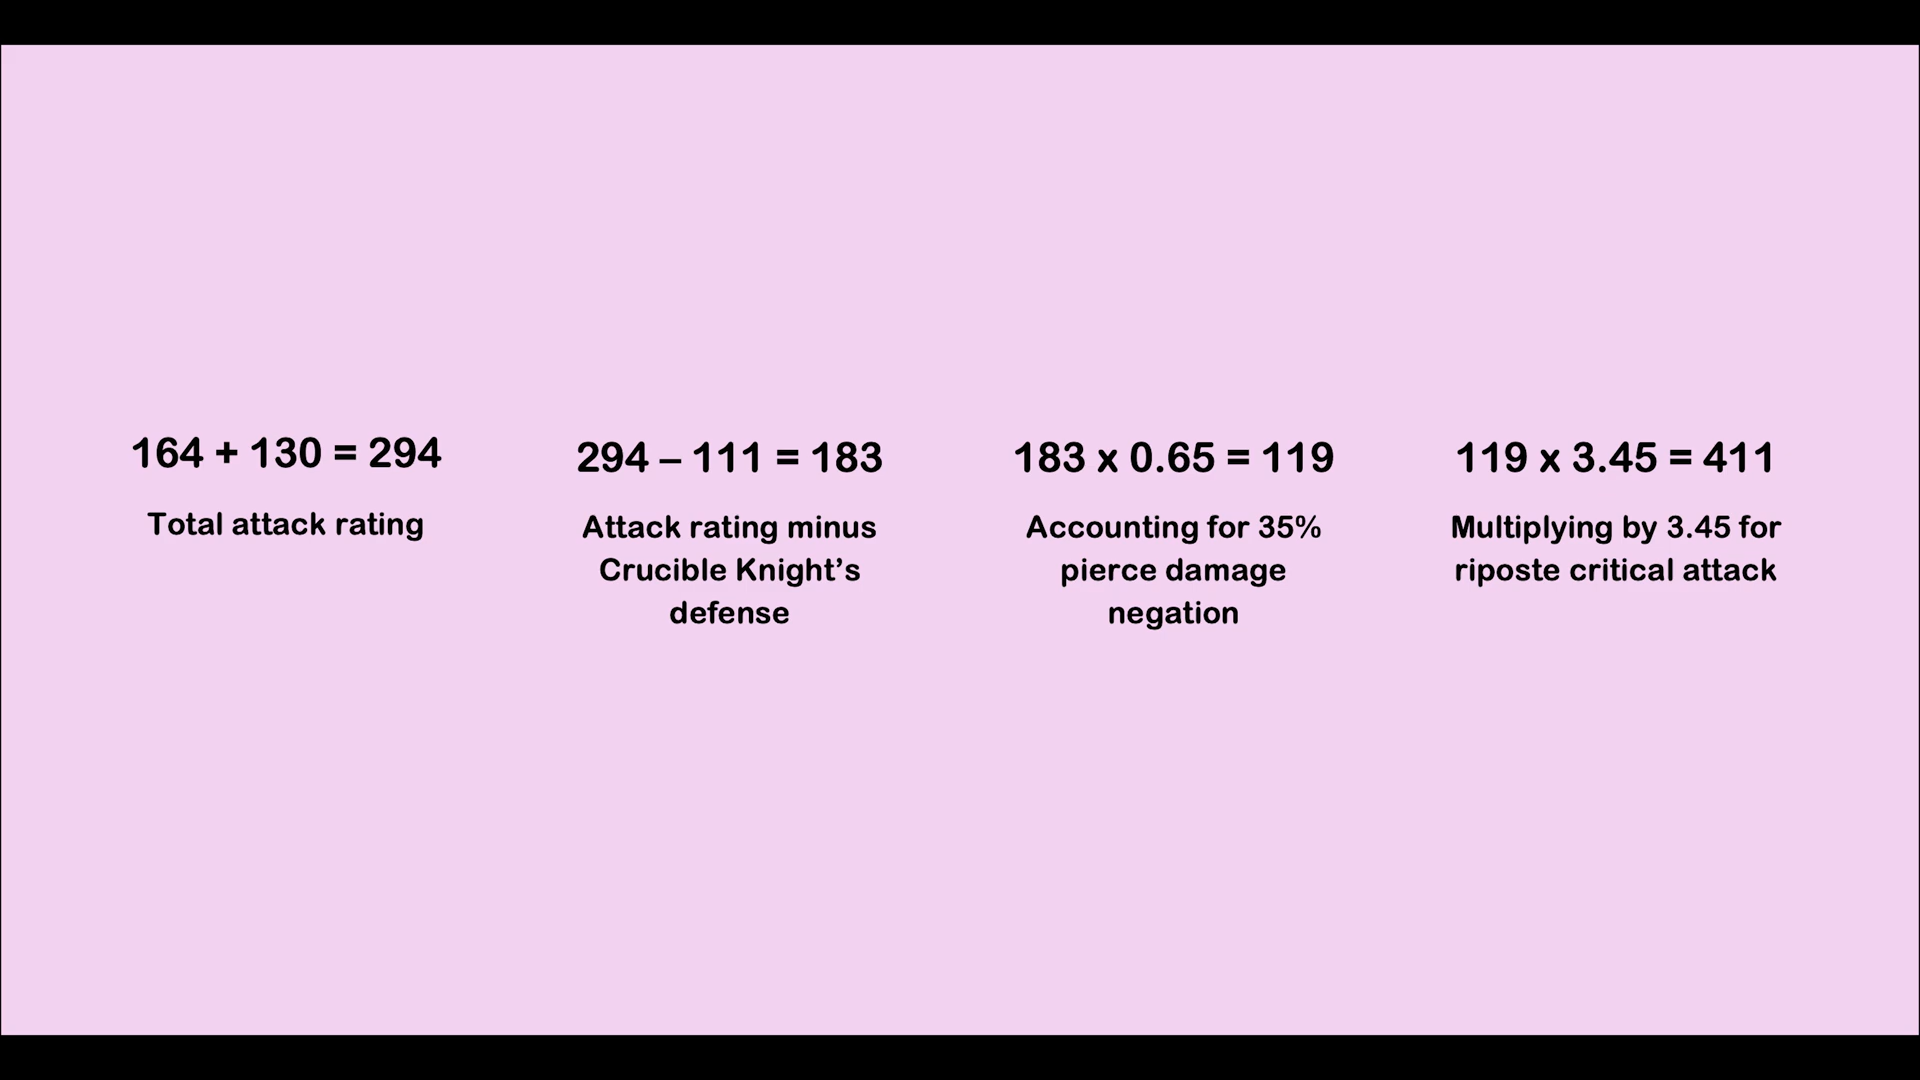 164 + 130 = 294
Total attack rating
294 – 111 = 183
Attack rating minus
Crucible Knight’s
defense
183 x 0.65 = 119
Accounting for 35%
pierce damage
negation
119 x 3.45 = 411
Multiplying by 3.45 for
riposte critical attack